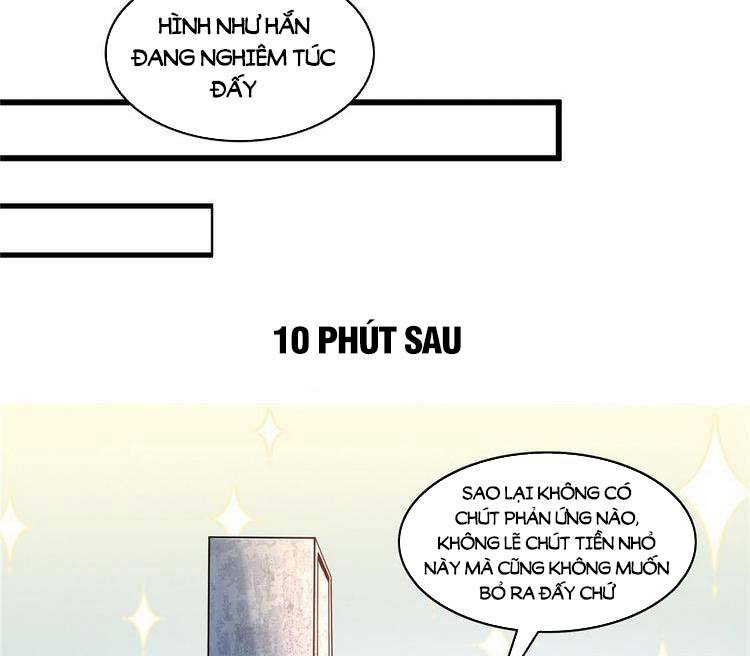 HÌNH NHƯ HẮN
ĐANG NGHIÊM TÚC
ĐẤY
10 PHÚT SAU
SAO LẠI KHÔNG CÓ
CHÚT PHẢN ỨNG NÀO,
KHÔNG LẼ CHÚT TIỀN NHỎ
NÀY MÀ CŨNG KHÔNG MUỐN
BỎ RA ĐẤY CHỨ